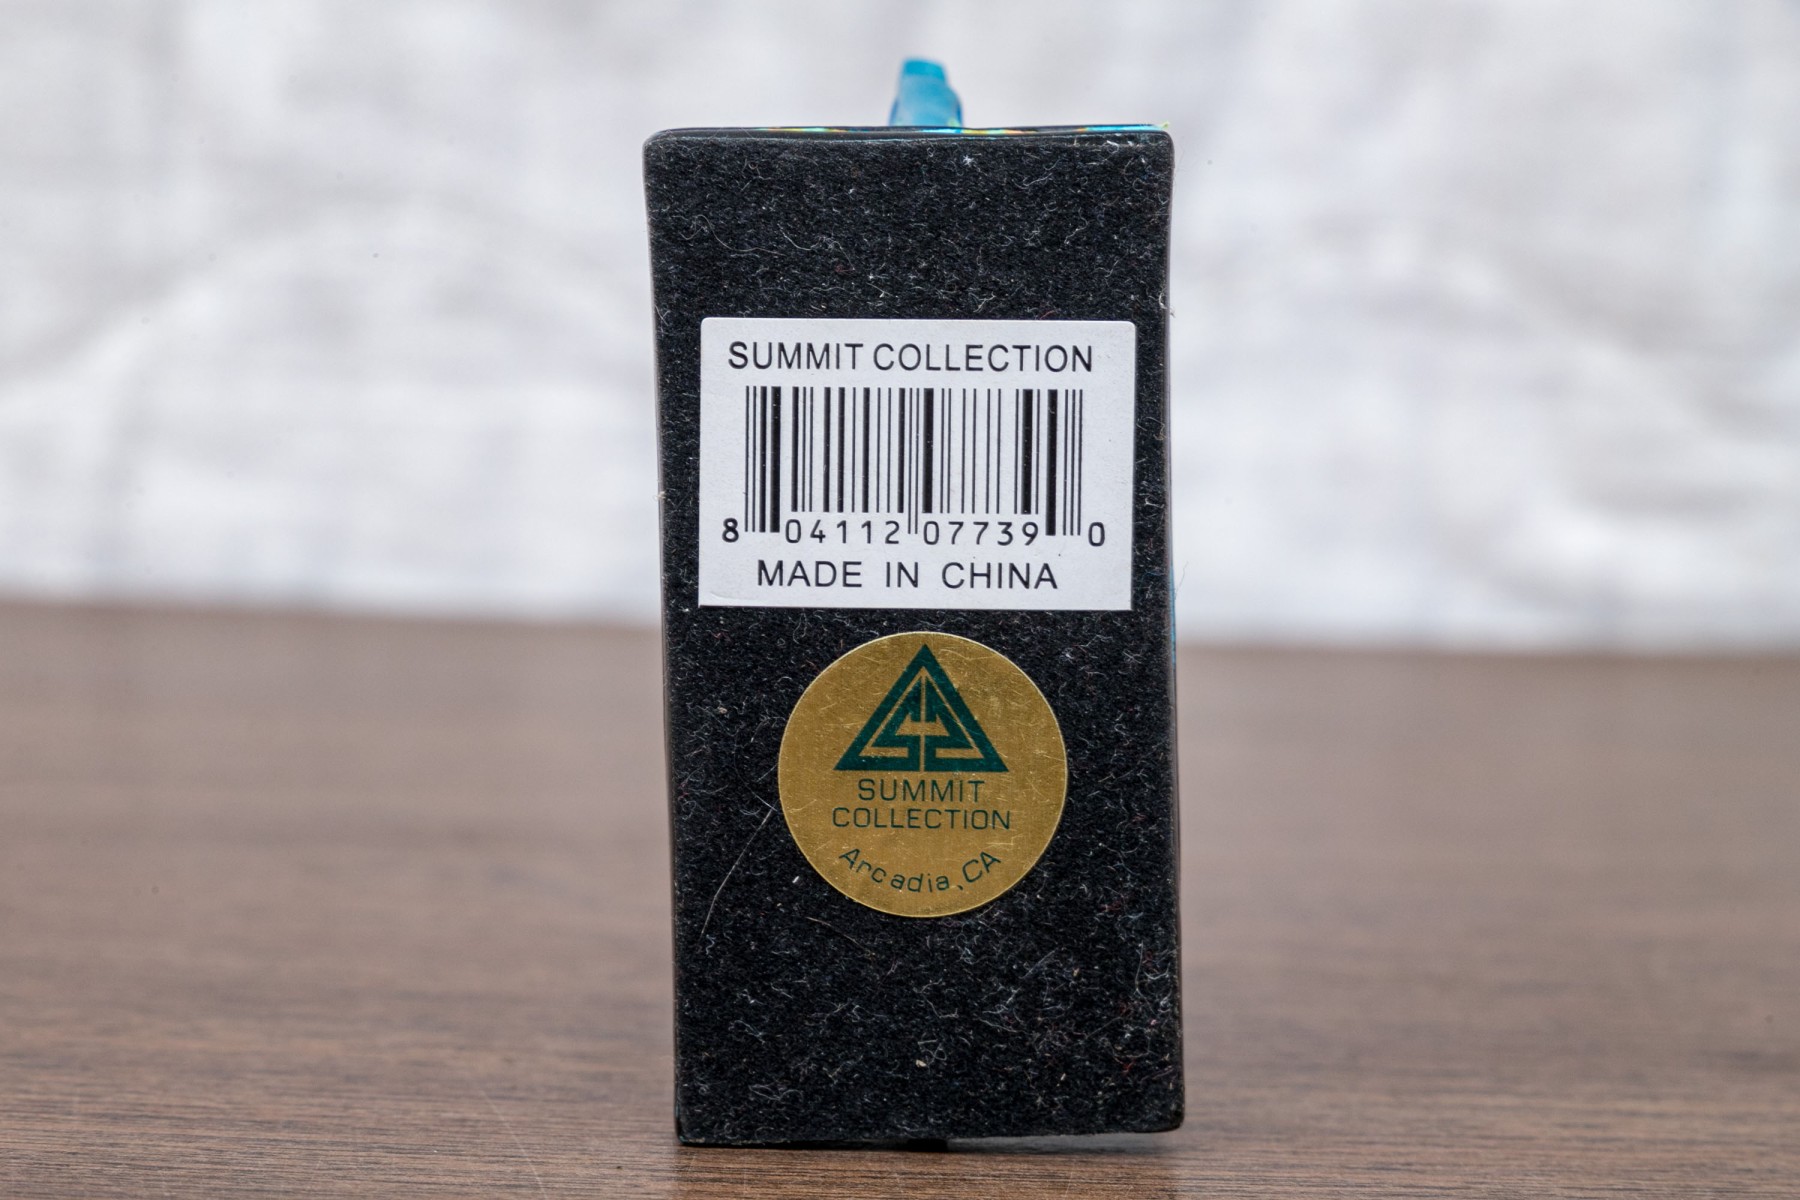 SUMMIT COLLECTION
8 04112 07739 0
MADE IN CHINA
SUMMIT
COLLECTION
Arcadia, CA